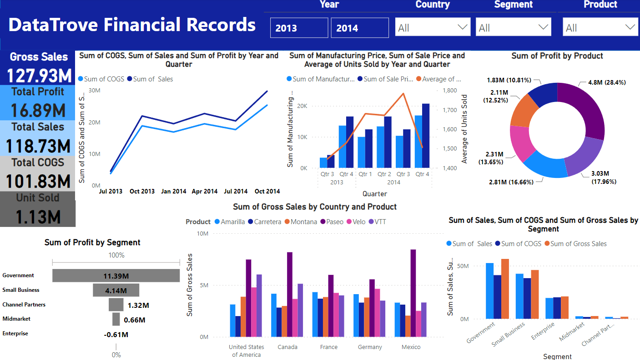 DataTrove Financial Records
Year
2013
2014
Country
All
Segment
All
Product
All
Gross Sales
127.93M
Total Profit
16.89M
Total Sales
118.73M
Total COGS
101.83M
Unit Sold
1.13M
Sum of COGS, Sum of Sales and Sum of Profit by Year and
Quarter
Sum of COGS Sum of Sales
Sum of COGS and Sum of S...
30M
20M
10M
0M
Jul 2013 Oct 2013 Jan 2014 Apr 2014 Jul 2014 Oct 2014
Sum of Manufacturing Price, Sum of Sale Price and
Average of Units Sold by Year and Quarter
Sum of Manufactur... Sum of Sale Pri... Average of ...
Sum of Manufacturing ...
20K
10K
0K
Average of Units Sold
1,800
1,700
1,600
1,500
1,400
Qtr 3 Qtr 4 Qtr 1 Qtr 2 Qtr 3 Qtr 4
2013 2014
Quarter
Sum of Profit by Product
1.83M (10.81%)
2.11M
(12.52%)
2.31M
(13.65%)
2.81M (16.66%)
3.03M
(17.96%)
4.8M (28.4%)
Sum of Profit by Segment
100%
Government 11.39M
Small Business 4.14M
Channel Partners 1.32M
Midmarket 0.66M
Enterprise -0.61M
0%
Sum of Gross Sales by Country and Product
Product Amarilla Carretera Montana Paseo Velo VTT
Sum of Gross Sales
10M
5M
0M
United States
of America
Canada
France
Germany
Mexico
Sum of Sales, Sum of COGS and Sum of Gross Sales by
Segment
Sum of Sales Sum of COGS Sum of Gross Sales
Sum of Sales, Su...
50M
0M
Government
Small Business
Enterprise
Midmarket
Channel Part...
Segment